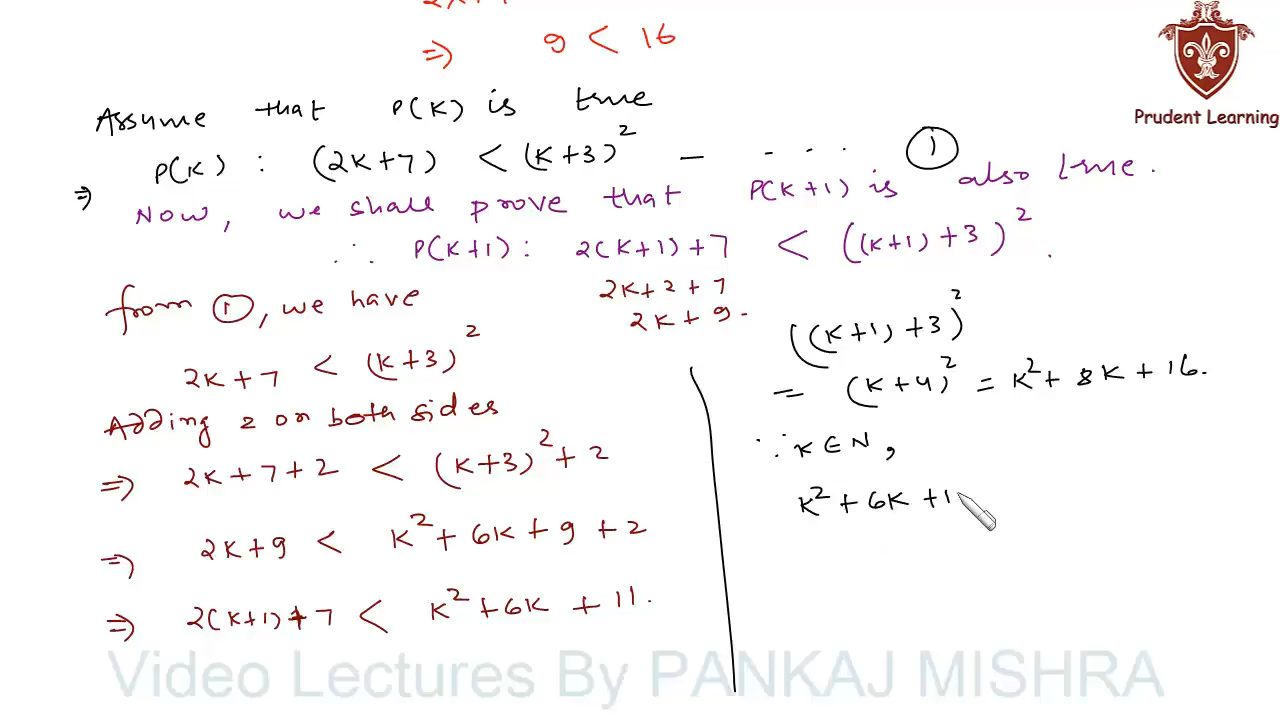 ⇒ 9 < 16
Prudent Learning
Assume that P(K) is true
⇒ P(K) : (2K+7) < (K+3)² - - - - - ①
Now, we shall prove that P(K+1) is also true.
∴ P(K+1) : 2(K+1)+7 < ((K+1)+3)².
2K+2+7
2K+9.
from ①, we have
2K+7 < (K+3)²
Adding 2 on both sides
⇒ 2K+7+2 < (K+3)²+2
⇒ 2K+9 < K²+6K+9+2
⇒ 2(K+1)+7 < K²+6K+11.
((K+1)+3)²
= (K+4)² = K²+8K+16.
∵ K∈N,
K²+6K+1
Video Lectures By PANKAJ MISHRA